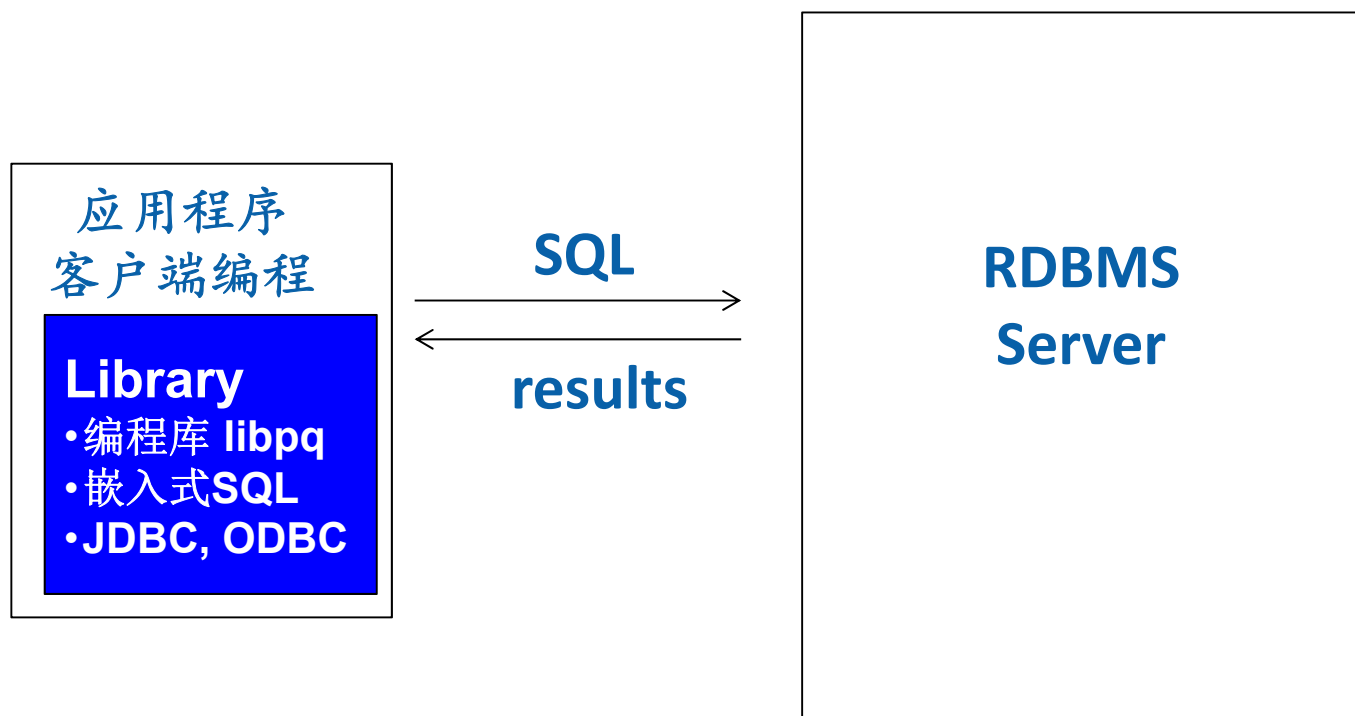 应用程序
客户端编程
Library
•编程库 libpq
•嵌入式SQL
•JDBC, ODBC
SQL
results
RDBMS
Server